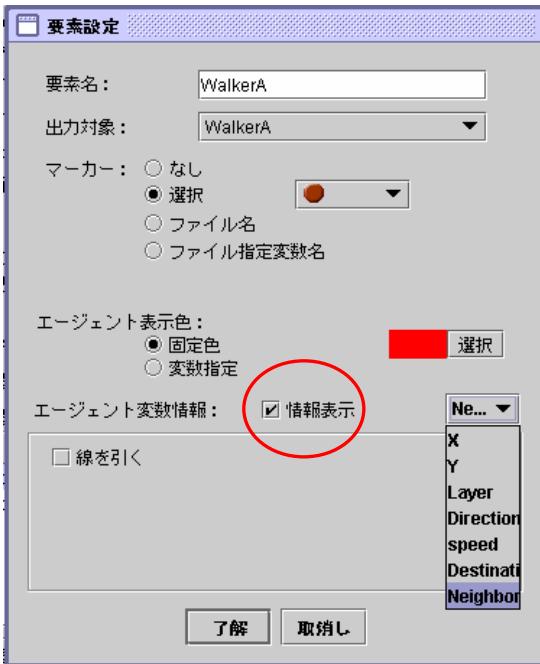 要素設定
要素名： WalkerA
出力対象： WalkerA
マーカー： なし
選択
ファイル名
ファイル指定変数名
エージェント表示色：
固定色 選択
変数指定
エージェント変数情報： 情報表示 Ne...
線を引く
X
Y
Layer
Direction
speed
Destinati
Neighbor
了解 取消し